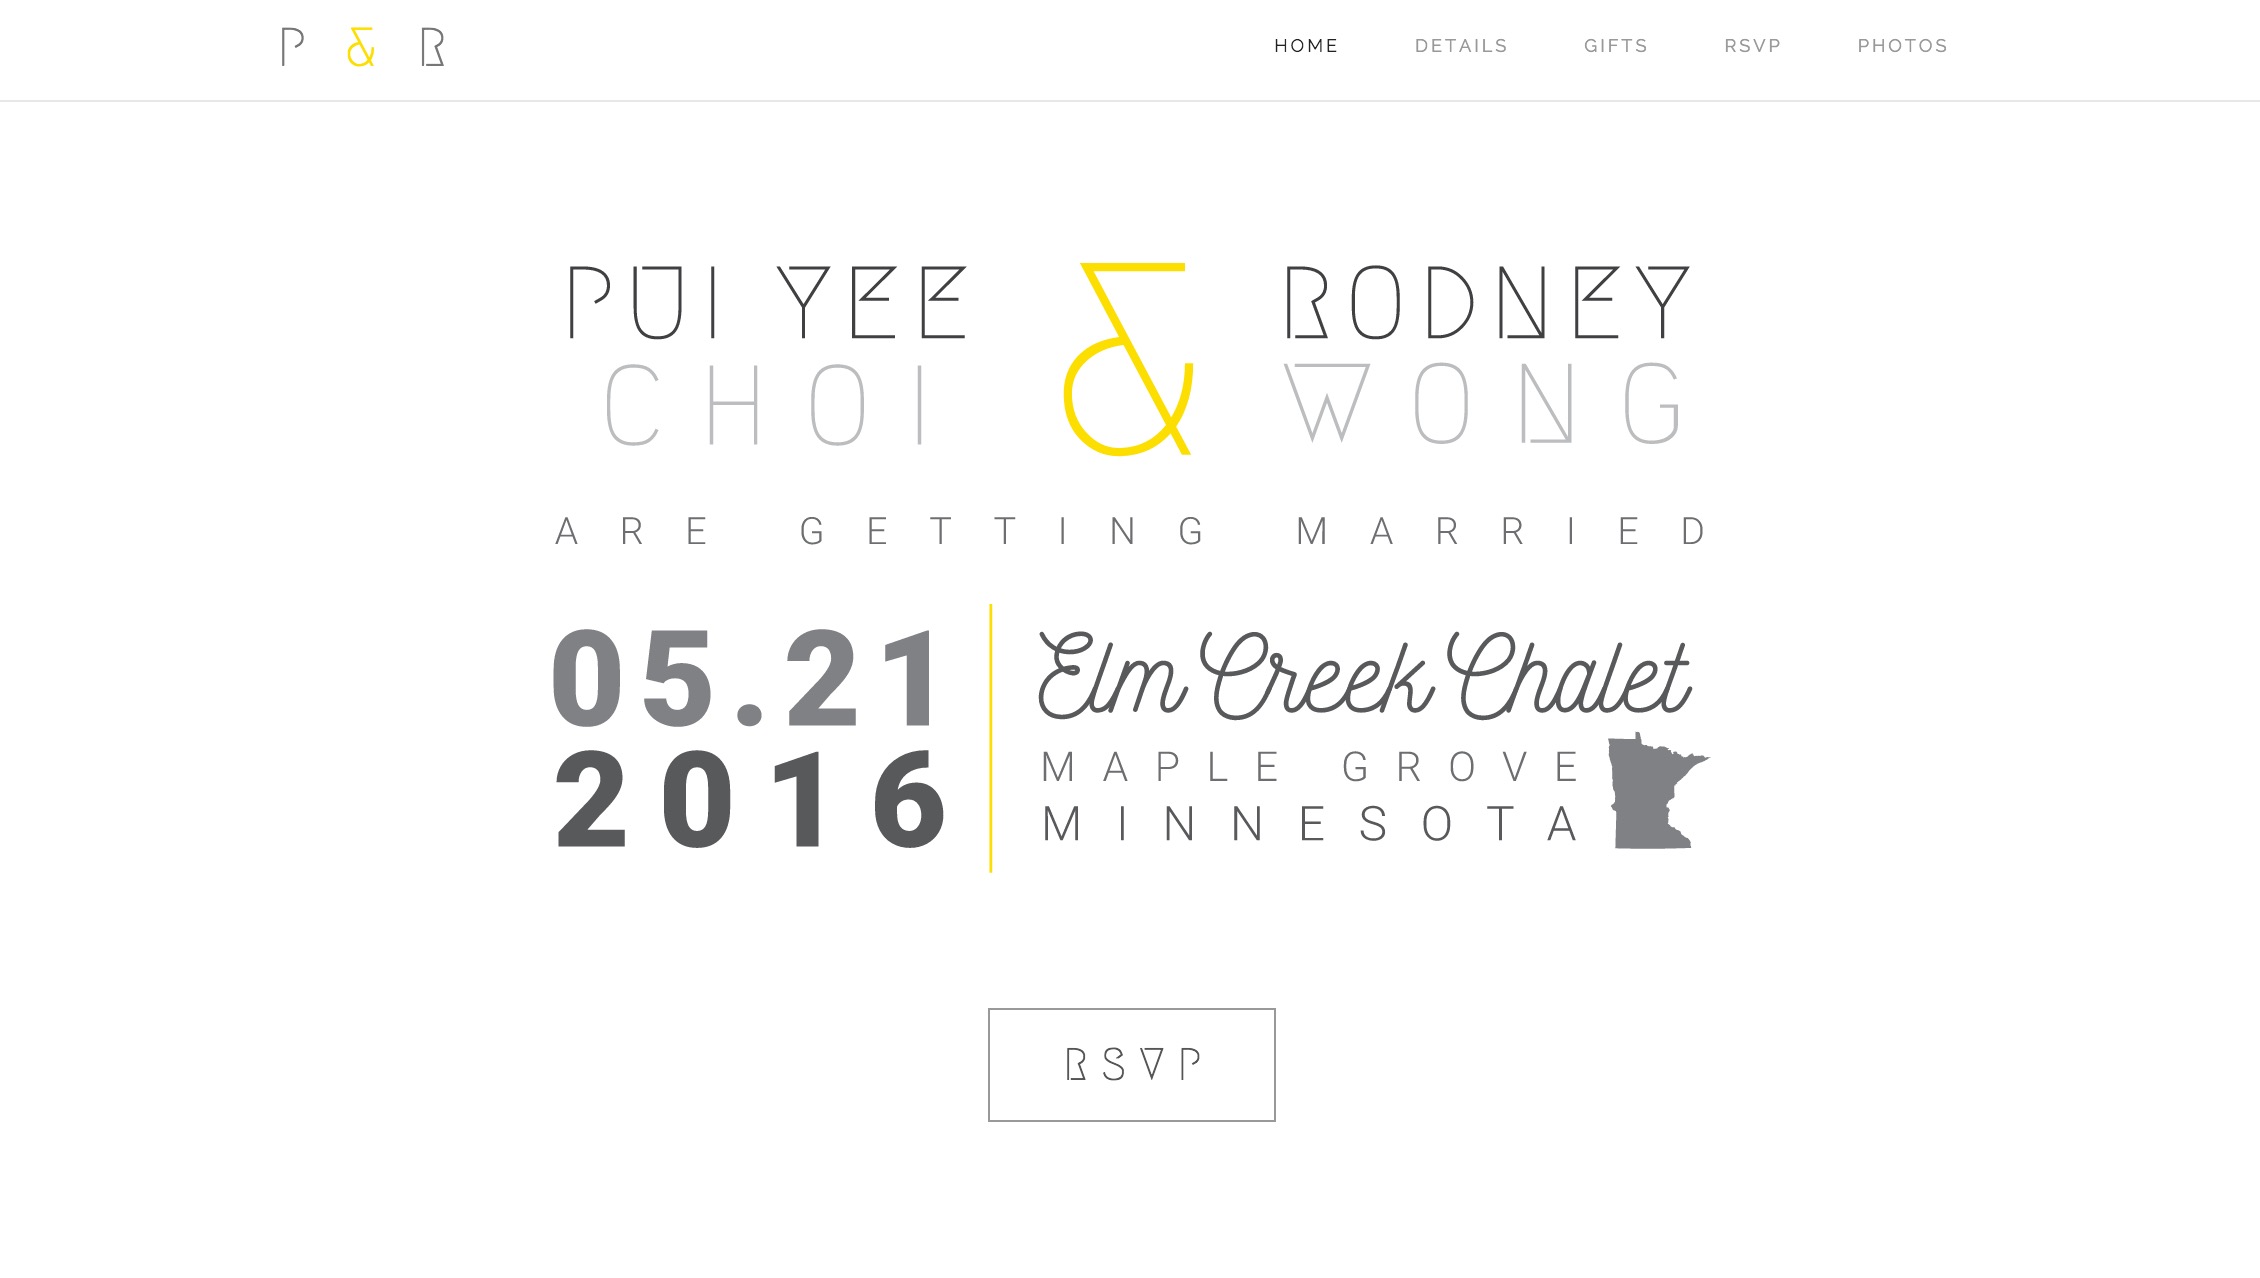 P & R
HOME DETAILS GIFTS RSVP PHOTOS
PUI YEE & RODNEY
CHOI WONG
ARE GETTING MARRIED
05.21
2016
Elm Creek Chalet
MAPLE GROVE
MINNESOTA
RSVP